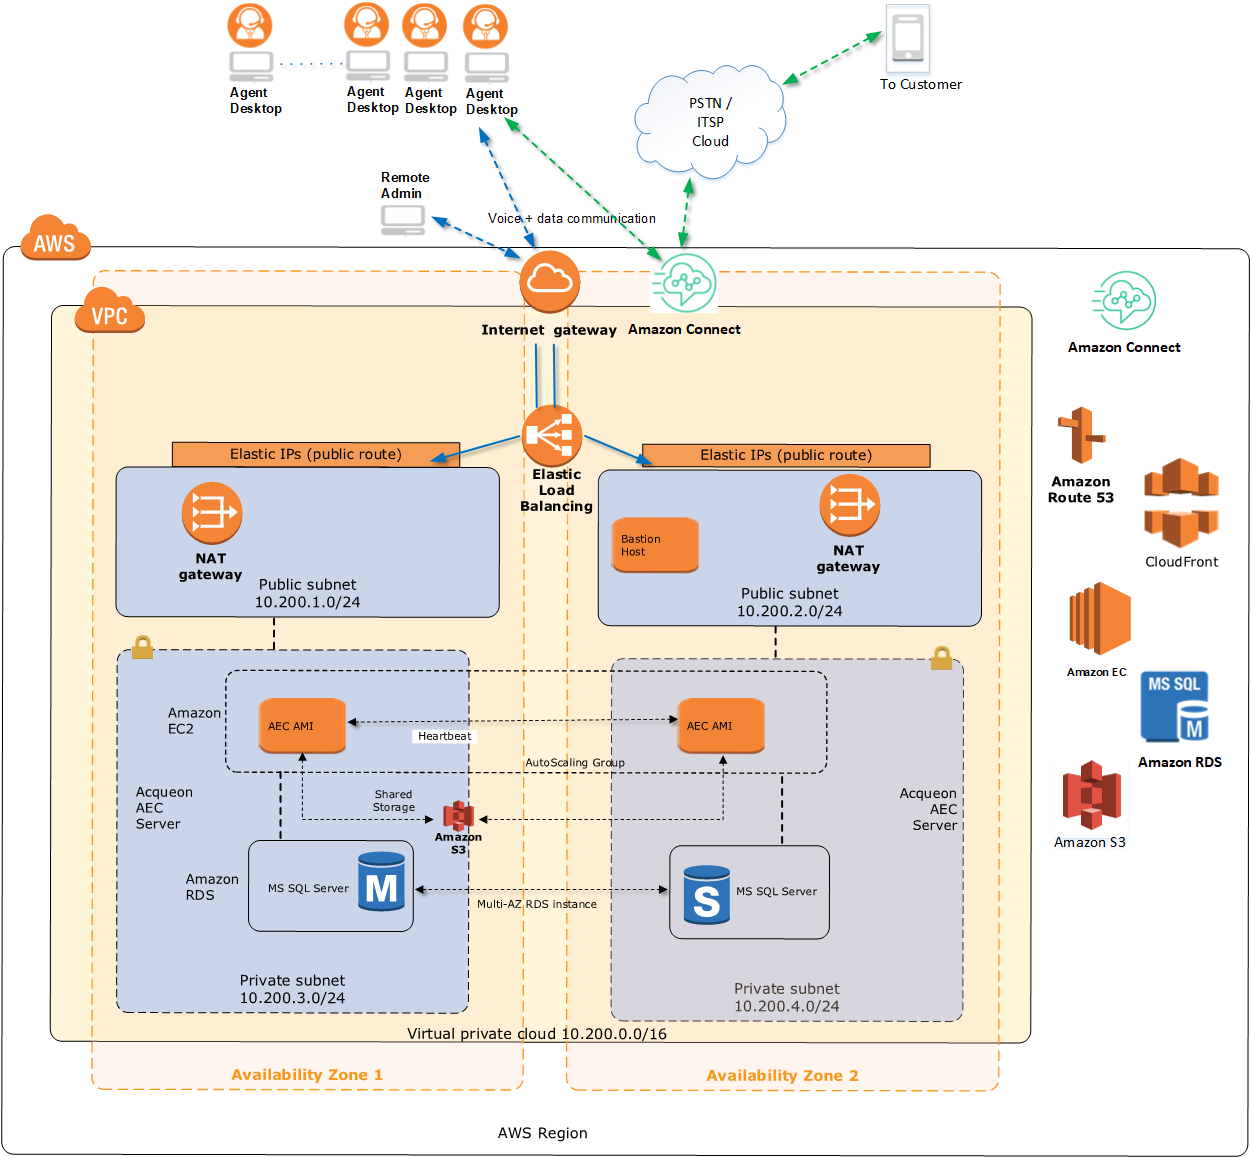 Agent
Desktop
Agent
Desktop
Agent
Desktop
Agent
Desktop
PSTN /
ITSP
Cloud
To Customer
Remote
Admin
Voice + data communication
AWS
VPC
Internet gateway
Amazon Connect
Amazon Connect
Elastic IPs (public route)
Elastic IPs (public route)
Elastic
Load
Balancing
NAT
gateway
Public subnet
10.200.1.0/24
Bastion
Host
NAT
gateway
Public subnet
10.200.2.0/24
Amazon
Route 53
CloudFront
Amazon EC
MS SQL
M
Amazon RDS
Amazon S3
Amazon
EC2
AEC AMI
Heartbeat
AEC AMI
AutoScaling Group
Acqueon
AEC
Server
Shared
Storage
Amazon
S3
Acqueon
AEC
Server
Amazon
RDS
MS SQL Server
M
Multi-AZ RDS instance
S
MS SQL Server
Private subnet
10.200.3.0/24
Private subnet
10.200.4.0/24
Virtual private cloud 10.200.0.0/16
Availability Zone 1
Availability Zone 2
AWS Region